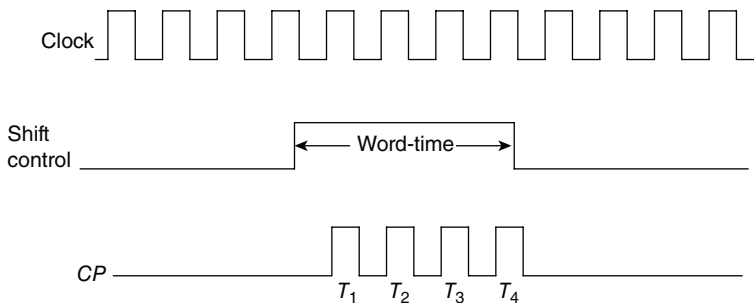 Clock
Shift
control
Word-time
CP
T₁ T₂ T₃ T₄